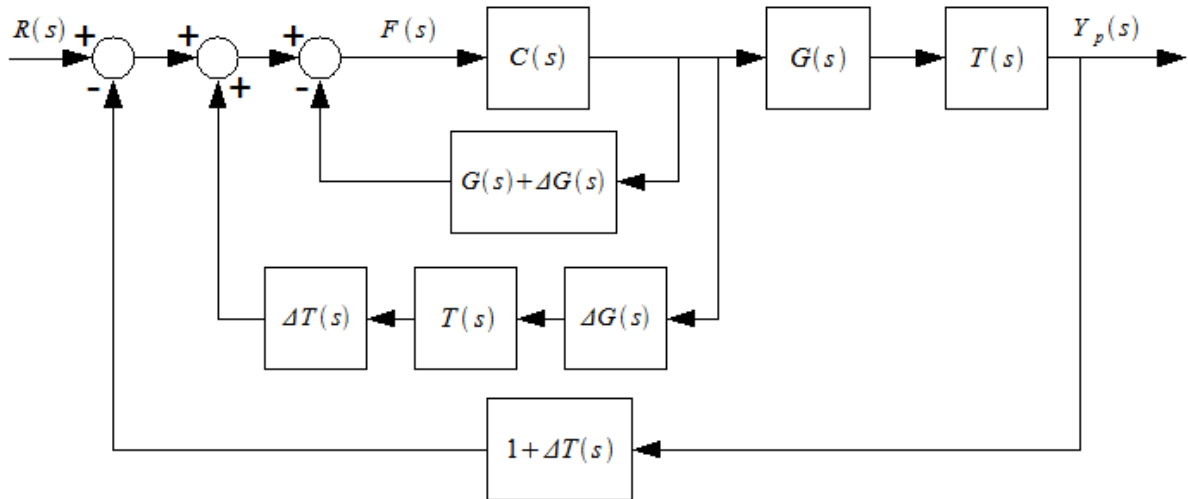 R(s)
+
+
+
F(s)
C(s)
G(s)
T(s)
Y_p(s)
-
+
-
G(s)+ΔG(s)
ΔT(s)
T(s)
ΔG(s)
1+ΔT(s)